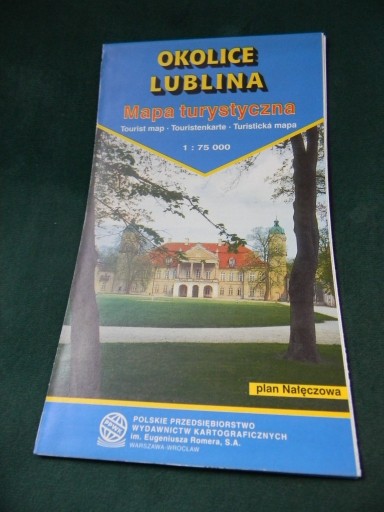 OKOLICE
LUBLINA
Mapa turystyczna
Tourist map - Touristenkarte - Turistická mapa
1 : 75 000
plan Nałęczowa
PPWK
POLSKIE PRZEDSIĘBIORSTWO
WYDAWNICTW KARTOGRAFICZNYCH
im. Eugeniusza Romera, S.A.
WARSZAWA-WROCŁAW